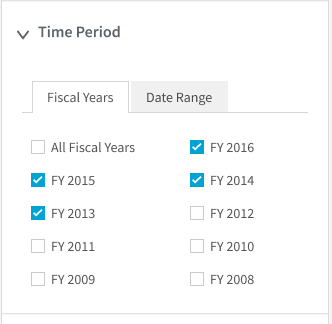 Time Period
Fiscal Years Date Range
All Fiscal Years FY 2016
FY 2015 FY 2014
FY 2013 FY 2012
FY 2011 FY 2010
FY 2009 FY 2008